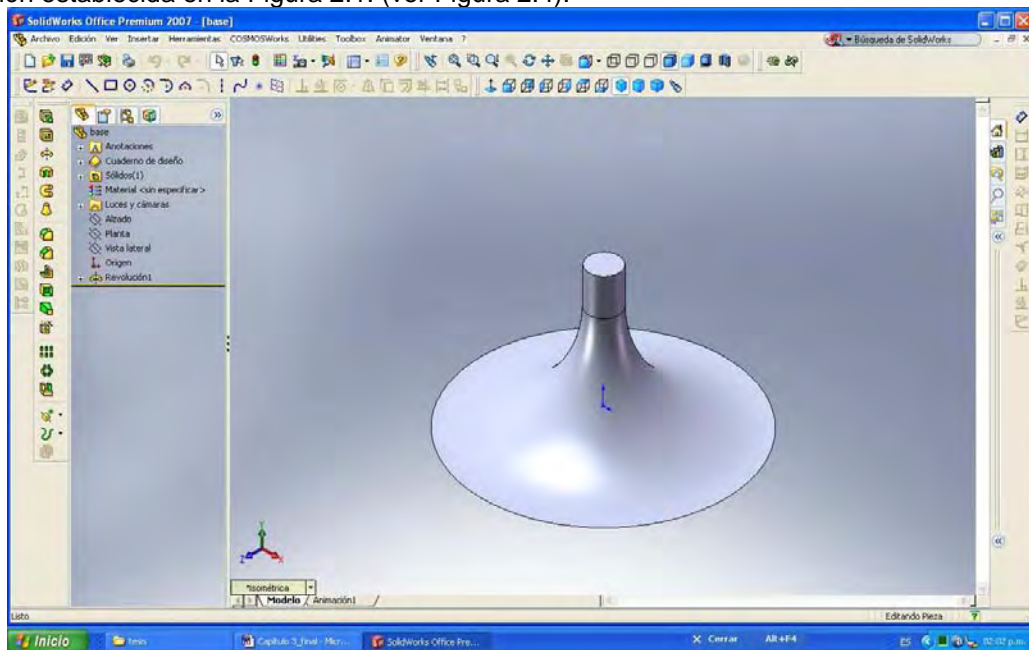 ión establecida en la Figura 2.1. (ver Figura 2.4).
SolidWorks Office Premium 2007 - [base]
Archivo Edición Ver Insertar Herramientas COSMOSWorks Utilities Toolbox Animator Ventana ?
Búsqueda de SolidWorks
base
Anotaciones
Cuaderno de diseño
Sólidos(1)
Material <sin especificar>
Luces y cámaras
Alzado
Planta
Vista lateral
Origen
Revolución1
Y
Z
X
*Isométrica
Modelo
Animación1
Listo
Editando Pieza
Inicio
tesis
Capitulo 3_final - Micr...
SolidWorks Office Pre...
X Cerrar
Alt+F4
ES
02:02 p.m.